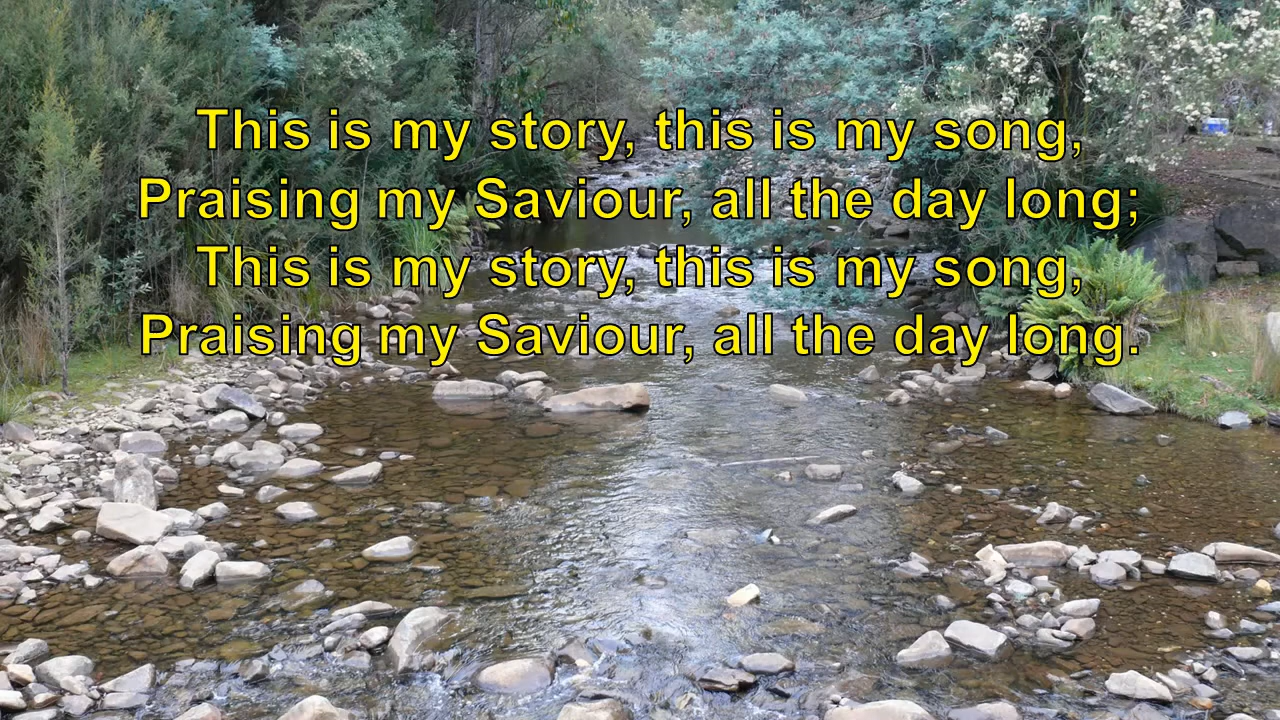 This is my story, this is my song,
Praising my Saviour, all the day long;
This is my story, this is my song,
Praising my Saviour, all the day long.